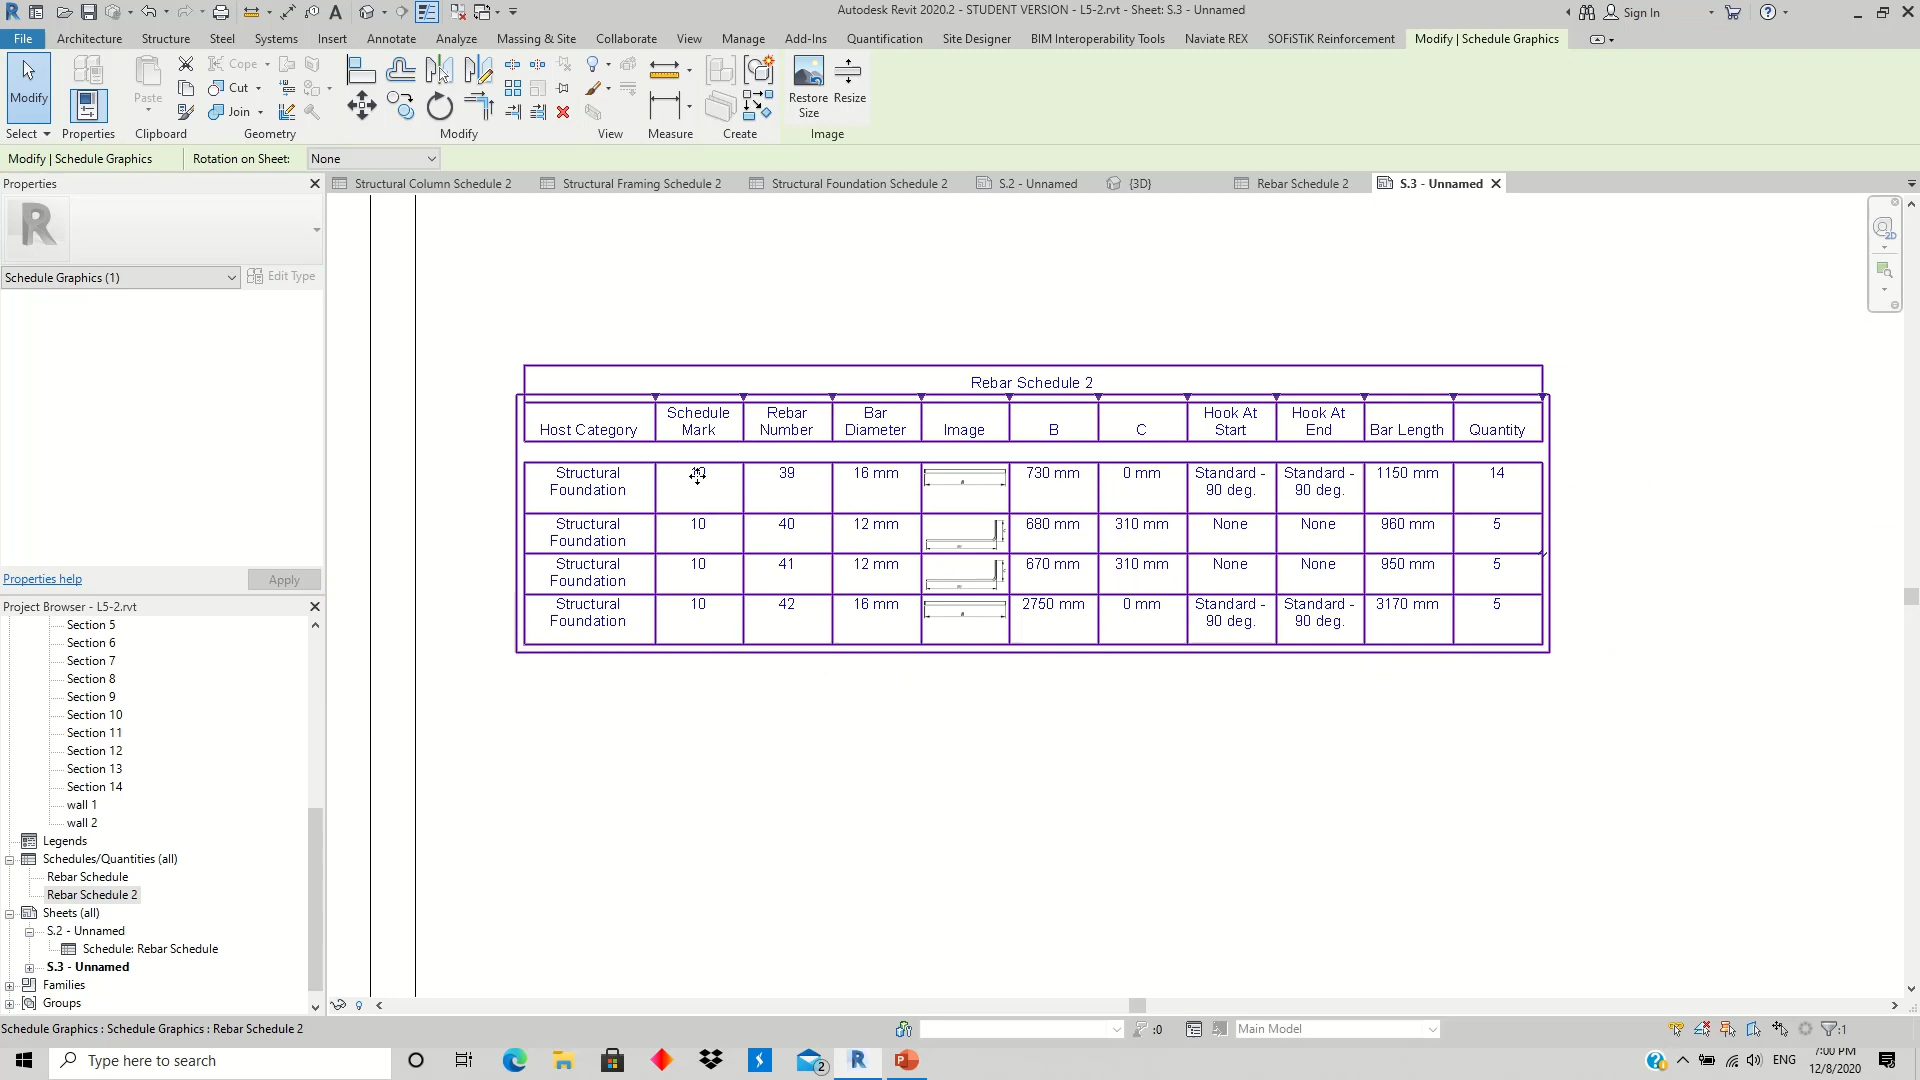 Autodesk Revit 2020.2 - STUDENT VERSION - L5-2.rvt - Sheet: S.3 - Unnamed
Sign In
File Architecture Structure Steel Systems Insert Annotate Analyze Massing & Site Collaborate View Manage Add-Ins Quantification Site Designer BIM Interoperability Tools Naviate REX SOFiSTiK Reinforcement Modify | Schedule Graphics
Cope
Cut
Join
Modify
Paste
Restore Size
Resize
Select Properties Clipboard Geometry Modify View Measure Create Image
Modify | Schedule Graphics Rotation on Sheet: None
Properties
Structural Column Schedule 2 Structural Framing Schedule 2 Structural Foundation Schedule 2 S.2 - Unnamed {3D} Rebar Schedule 2 S.3 - Unnamed
Schedule Graphics (1) Edit Type
Properties help Apply
Project Browser - L5-2.rvt
Section 5
Section 6
Section 7
Section 8
Section 9
Section 10
Section 11
Section 12
Section 13
Section 14
wall 1
wall 2
Legends
Schedules/Quantities (all)
Rebar Schedule
Rebar Schedule 2
Sheets (all)
S.2 - Unnamed
Schedule: Rebar Schedule
S.3 - Unnamed
Families
Groups
Rebar Schedule 2
Host Category Schedule Mark Rebar Number Bar Diameter Image B C Hook At Start Hook At End Bar Length Quantity
Structural Foundation 39 16 mm 730 mm 0 mm Standard - 90 deg. Standard - 90 deg. 1150 mm 14
Structural Foundation 10 40 12 mm 680 mm 310 mm None None 960 mm 5
Structural Foundation 10 41 12 mm 670 mm 310 mm None None 950 mm 5
Structural Foundation 10 42 16 mm 2750 mm 0 mm Standard - 90 deg. Standard - 90 deg. 3170 mm 5
Schedule Graphics : Schedule Graphics : Rebar Schedule 2
:0
Main Model
:1
Type here to search
2
ENG
7:00 PM
12/8/2020